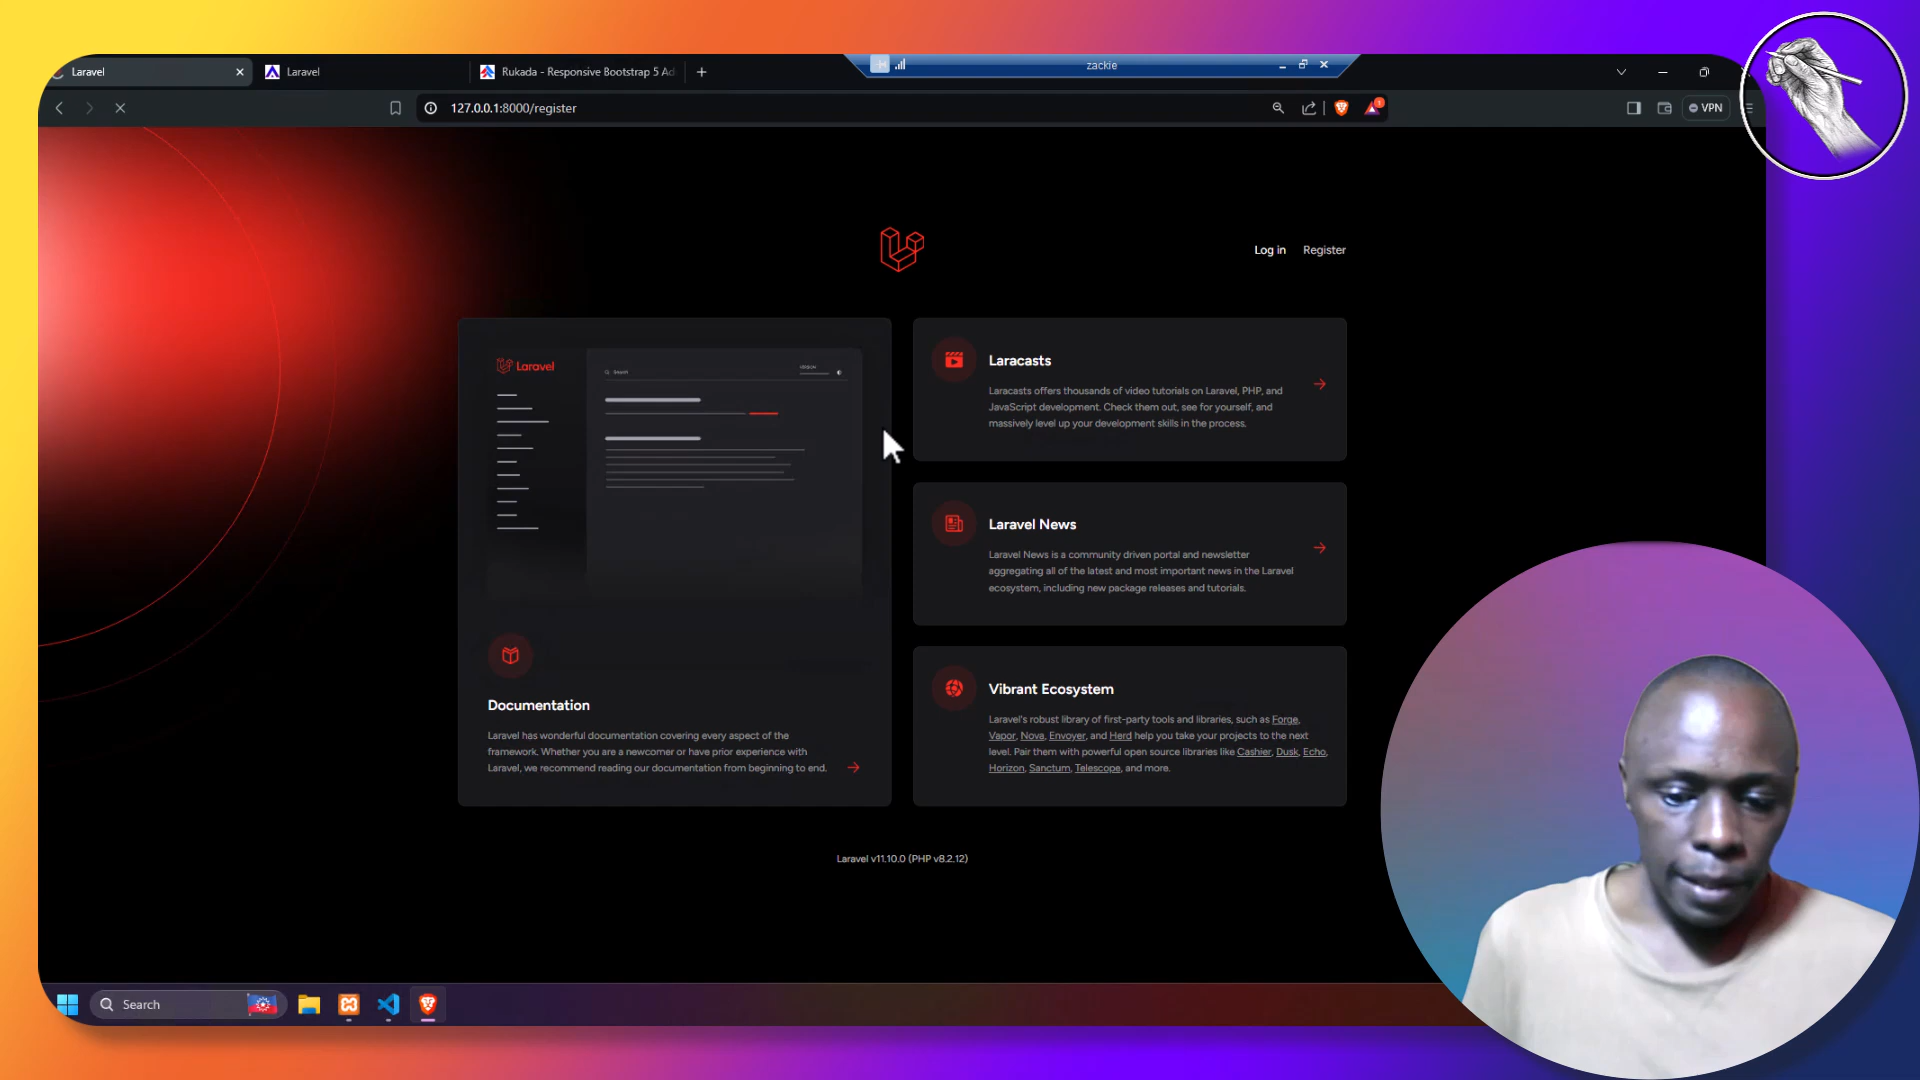 Laravel
Laravel
Rukada - Responsive Bootstrap 5 Ad
zackie
127.0.0.1:8000/register
VPN
Log in
Register
Laravel
Search
VERSION
Documentation
Laravel has wonderful documentation covering every aspect of the
framework. Whether you are a newcomer or have prior experience with
Laravel, we recommend reading our documentation from beginning to end.
Laracasts
Laracasts offers thousands of video tutorials on Laravel, PHP, and
JavaScript development. Check them out, see for yourself, and
massively level up your development skills in the process.
Laravel News
Laravel News is a community driven portal and newsletter
aggregating all of the latest and most important news in the Laravel
ecosystem, including new package releases and tutorials.
Vibrant Ecosystem
Laravel's robust library of first-party tools and libraries, such as Forge,
Vapor, Nova, Envoyer, and Herd help you take your projects to the next
level. Pair them with powerful open source libraries like Cashier, Dusk, Echo,
Horizon, Sanctum, Telescope, and more.
Laravel v11.10.0 (PHP v8.2.12)
Search